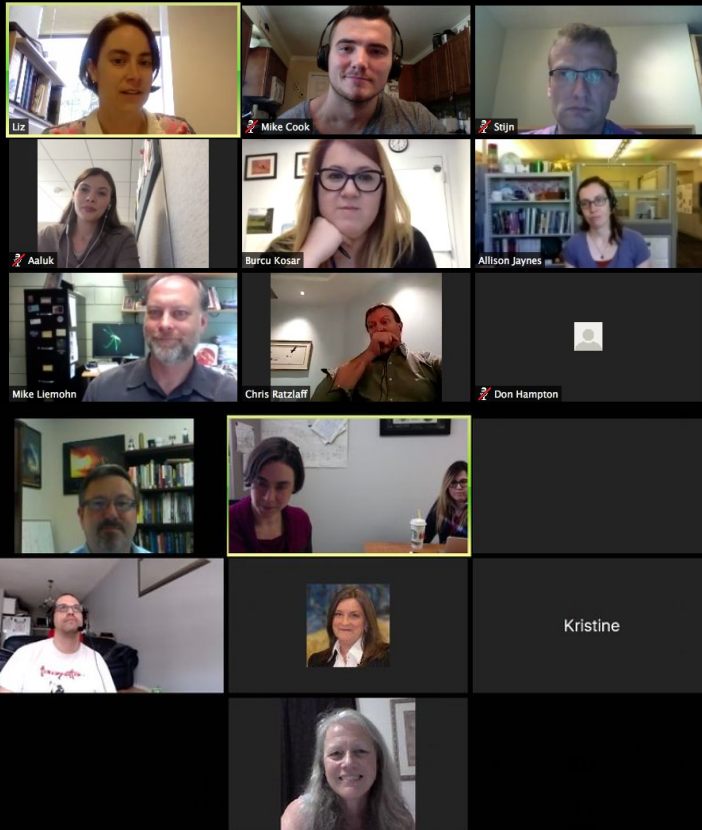 Liz
Mike Cook
Stijn
Aaluk
Burcu Kosar
Allison Jaynes
Mike Liemohn
Chris Ratzlaff
Don Hampton
Kristine